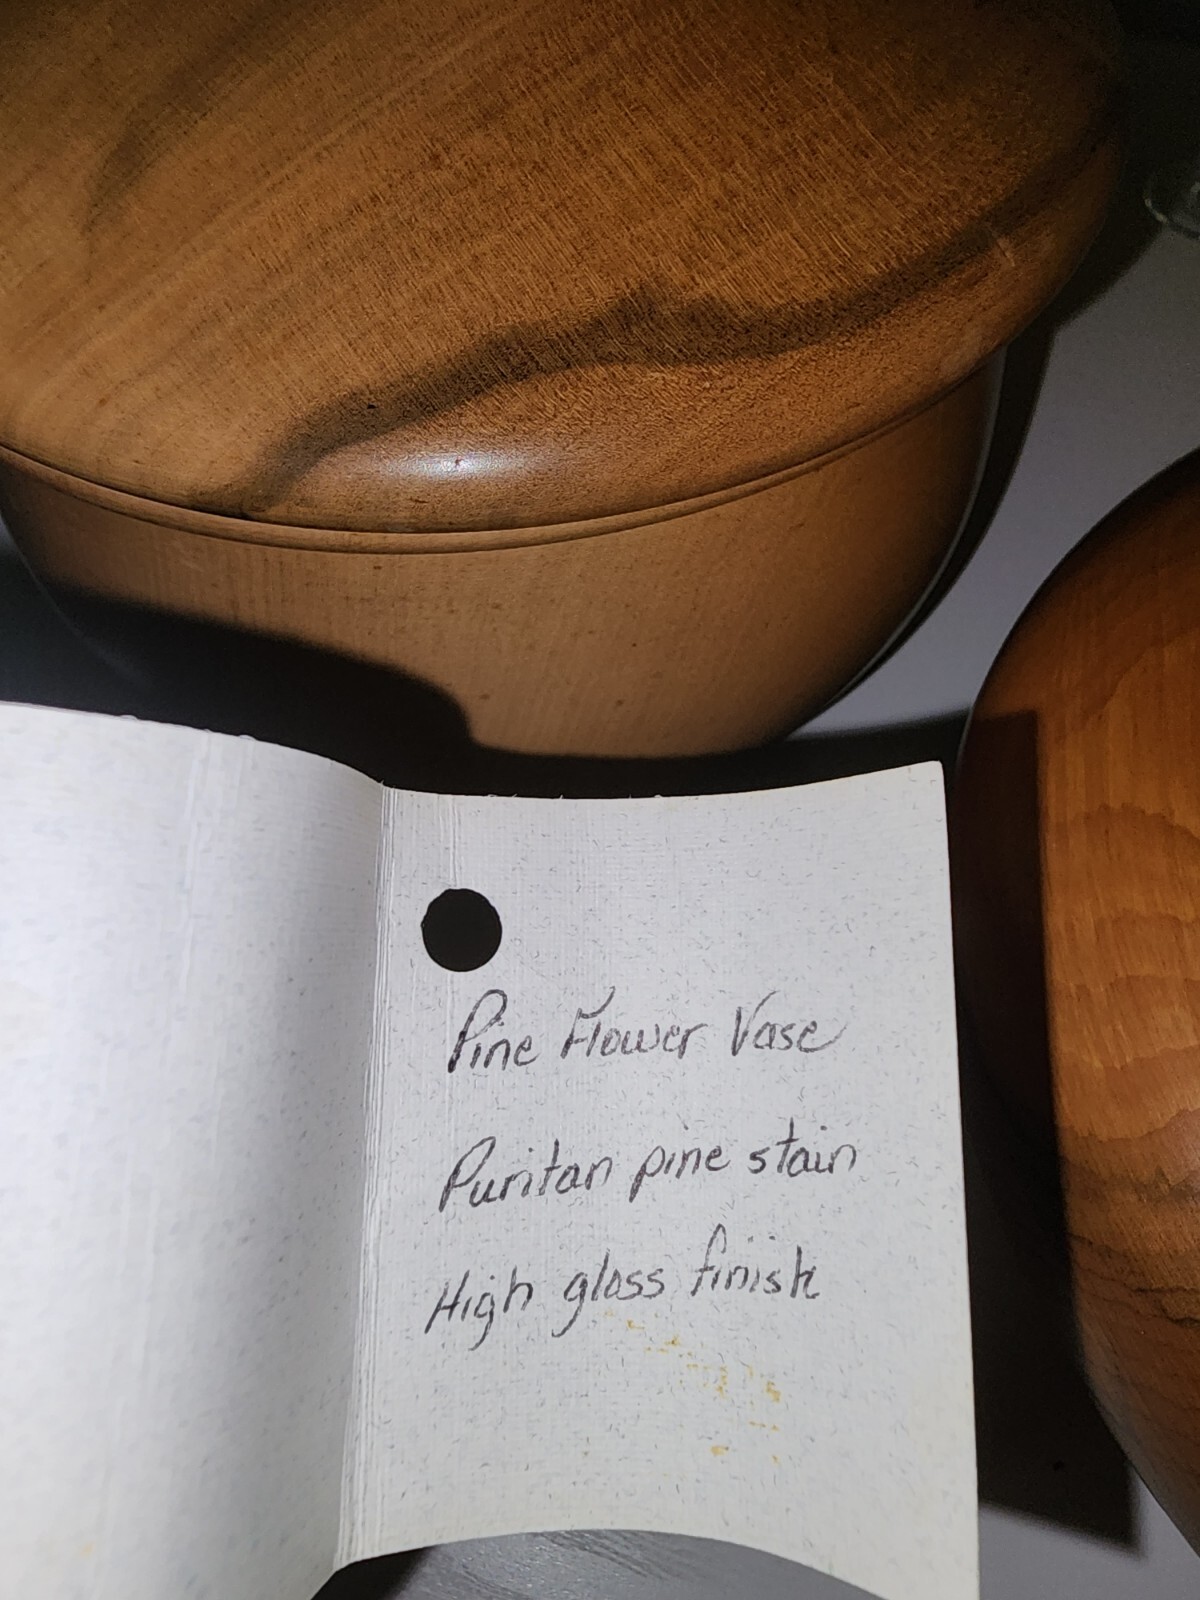 Pine Flower Vase
Puritan pine stain
High gloss finish